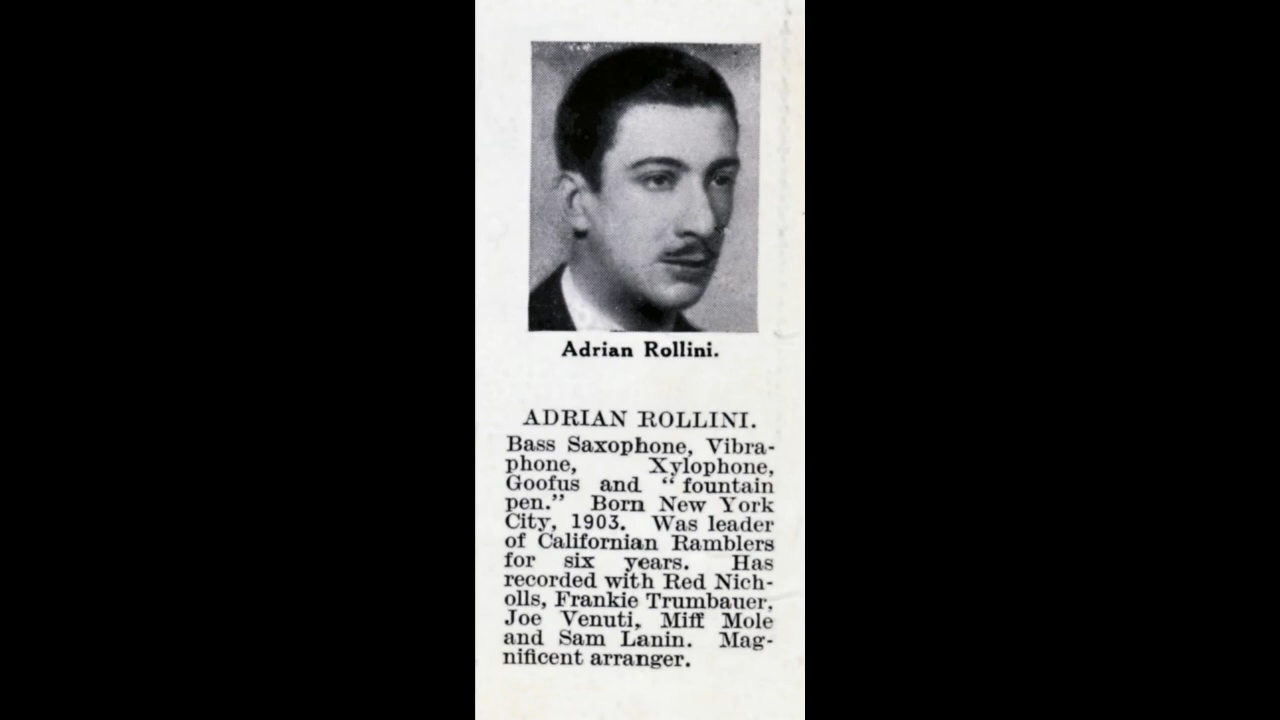 Adrian Rollini.
ADRIAN ROLLINI.
Bass Saxophone, Vibra-
phone, Xylophone,
Goofus and "fountain
pen." Born New York
City, 1903. Was leader
of Californian Ramblers
for six years. Has
recorded with Red Nich-
olls, Frankie Trumbauer,
Joe Venuti, Miff Mole
and Sam Lanin. Mag-
nificent arranger.